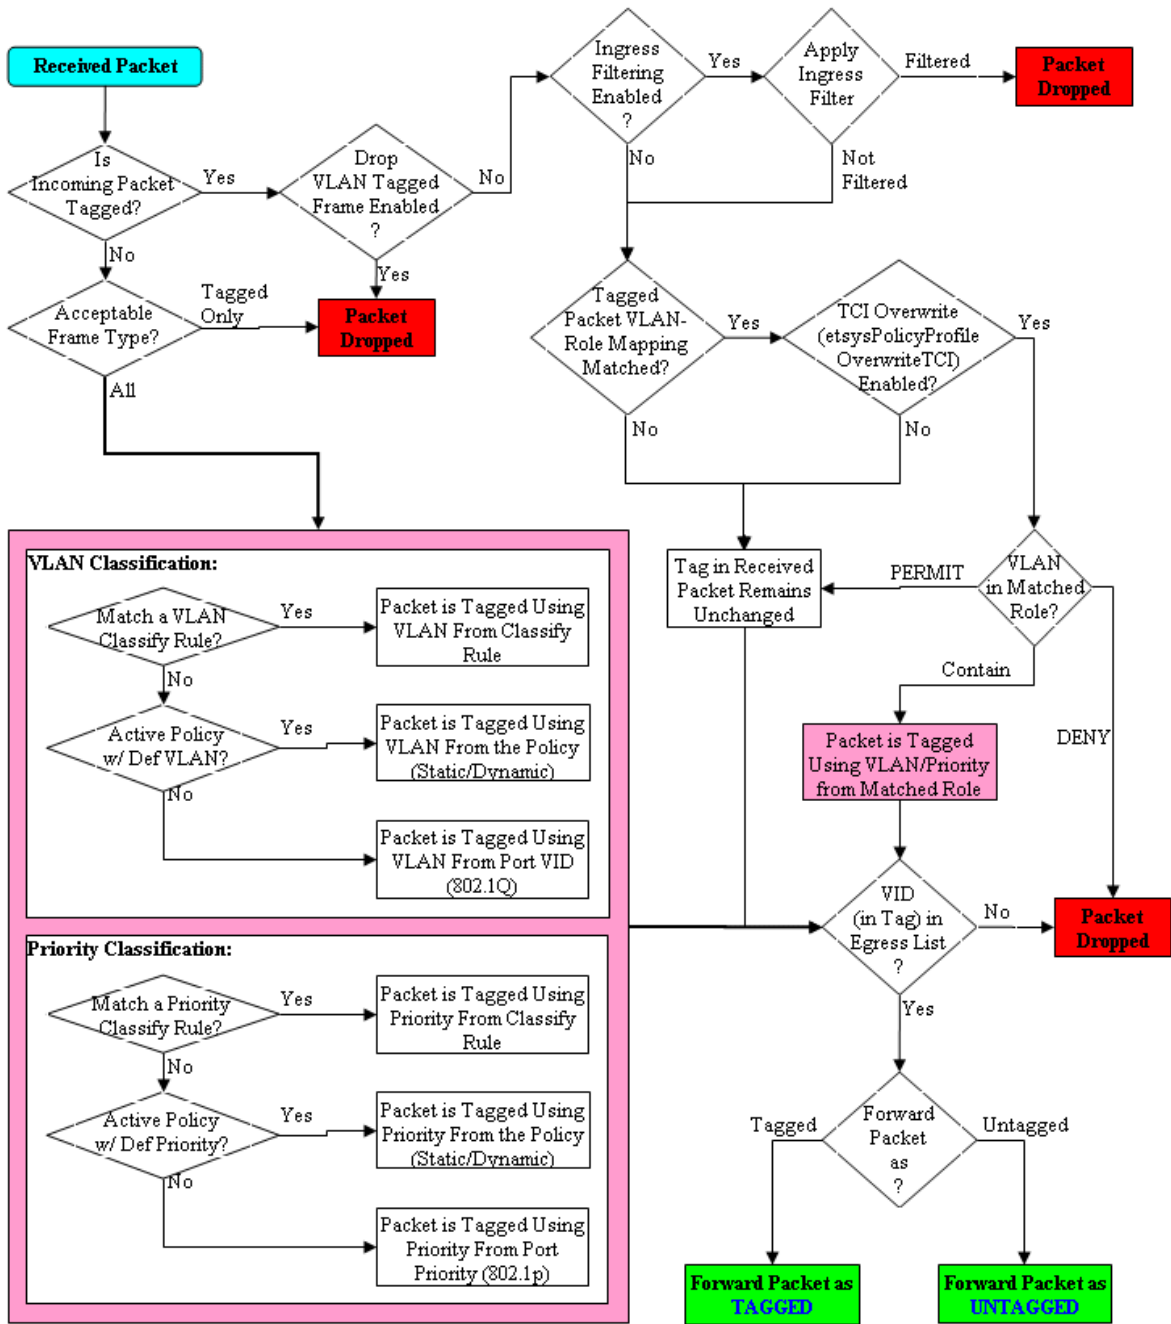 Received Packet
Is
Incoming Packet
Tagged?
Yes
No
Drop
VLAN Tagged
Frame Enabled
?
No
Yes
Ingress
Filtering
Enabled
?
Yes
No
Apply
Ingress
Filter
Filtered
Not
Filtered
Packet
Dropped
Acceptable
Frame Type?
Tagged
Only
All
Packet
Dropped
Tagged
Packet VLAN-
Role Mapping
Matched?
Yes
No
TCI Overwrite
(etsysPolicyProfile
OverwriteTCI)
Enabled?
Yes
No
Tag in Received
Packet Remains
Unchanged
PERMIT
VLAN
in Matched
Role?
Contain
DENY
Packet is Tagged
Using VLAN/Priority
from Matched Role
VLAN Classification:
Match a VLAN
Classify Rule?
Yes
No
Packet is Tagged Using
VLAN From Classify
Rule
Active Policy
w/ Def VLAN?
Yes
No
Packet is Tagged Using
VLAN From the Policy
(Static/Dynamic)
Packet is Tagged Using
VLAN From Port VID
(802.1Q)
Priority Classification:
Match a Priority
Classify Rule?
Yes
No
Packet is Tagged Using
Priority From Classify
Rule
Active Policy
w/ Def Priority?
Yes
No
Packet is Tagged Using
Priority From the Policy
(Static/Dynamic)
Packet is Tagged Using
Priority From Port
Priority (802.1p)
VID
(in Tag) in
Egress List
?
No
Yes
Packet
Dropped
Forward
Packet
as
?
Tagged
Untagged
Forward Packet as
TAGGED
Forward Packet as
UNTAGGED